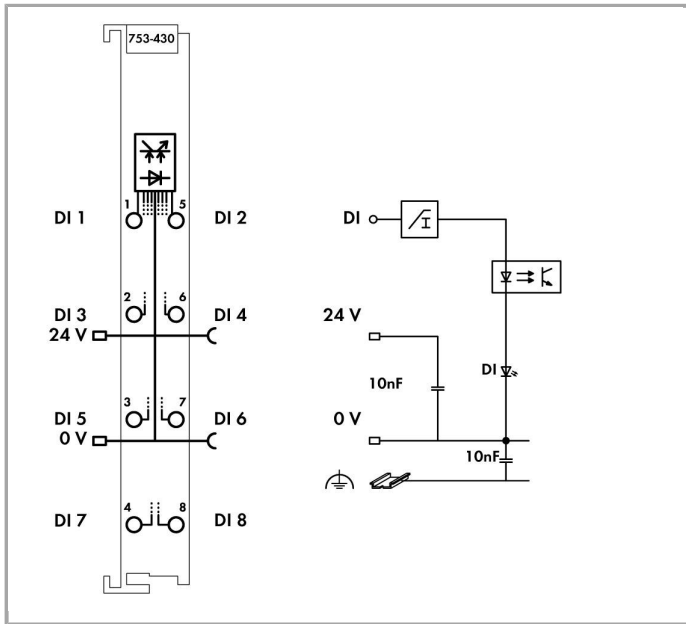 753-430
1 5
DI 1 DI 2
2 6
DI 3 DI 4
24 V
3 7
DI 5 DI 6
0 V
4 8
DI 7 DI 8
DI I
24 V
10nF
DI
0 V
10nF